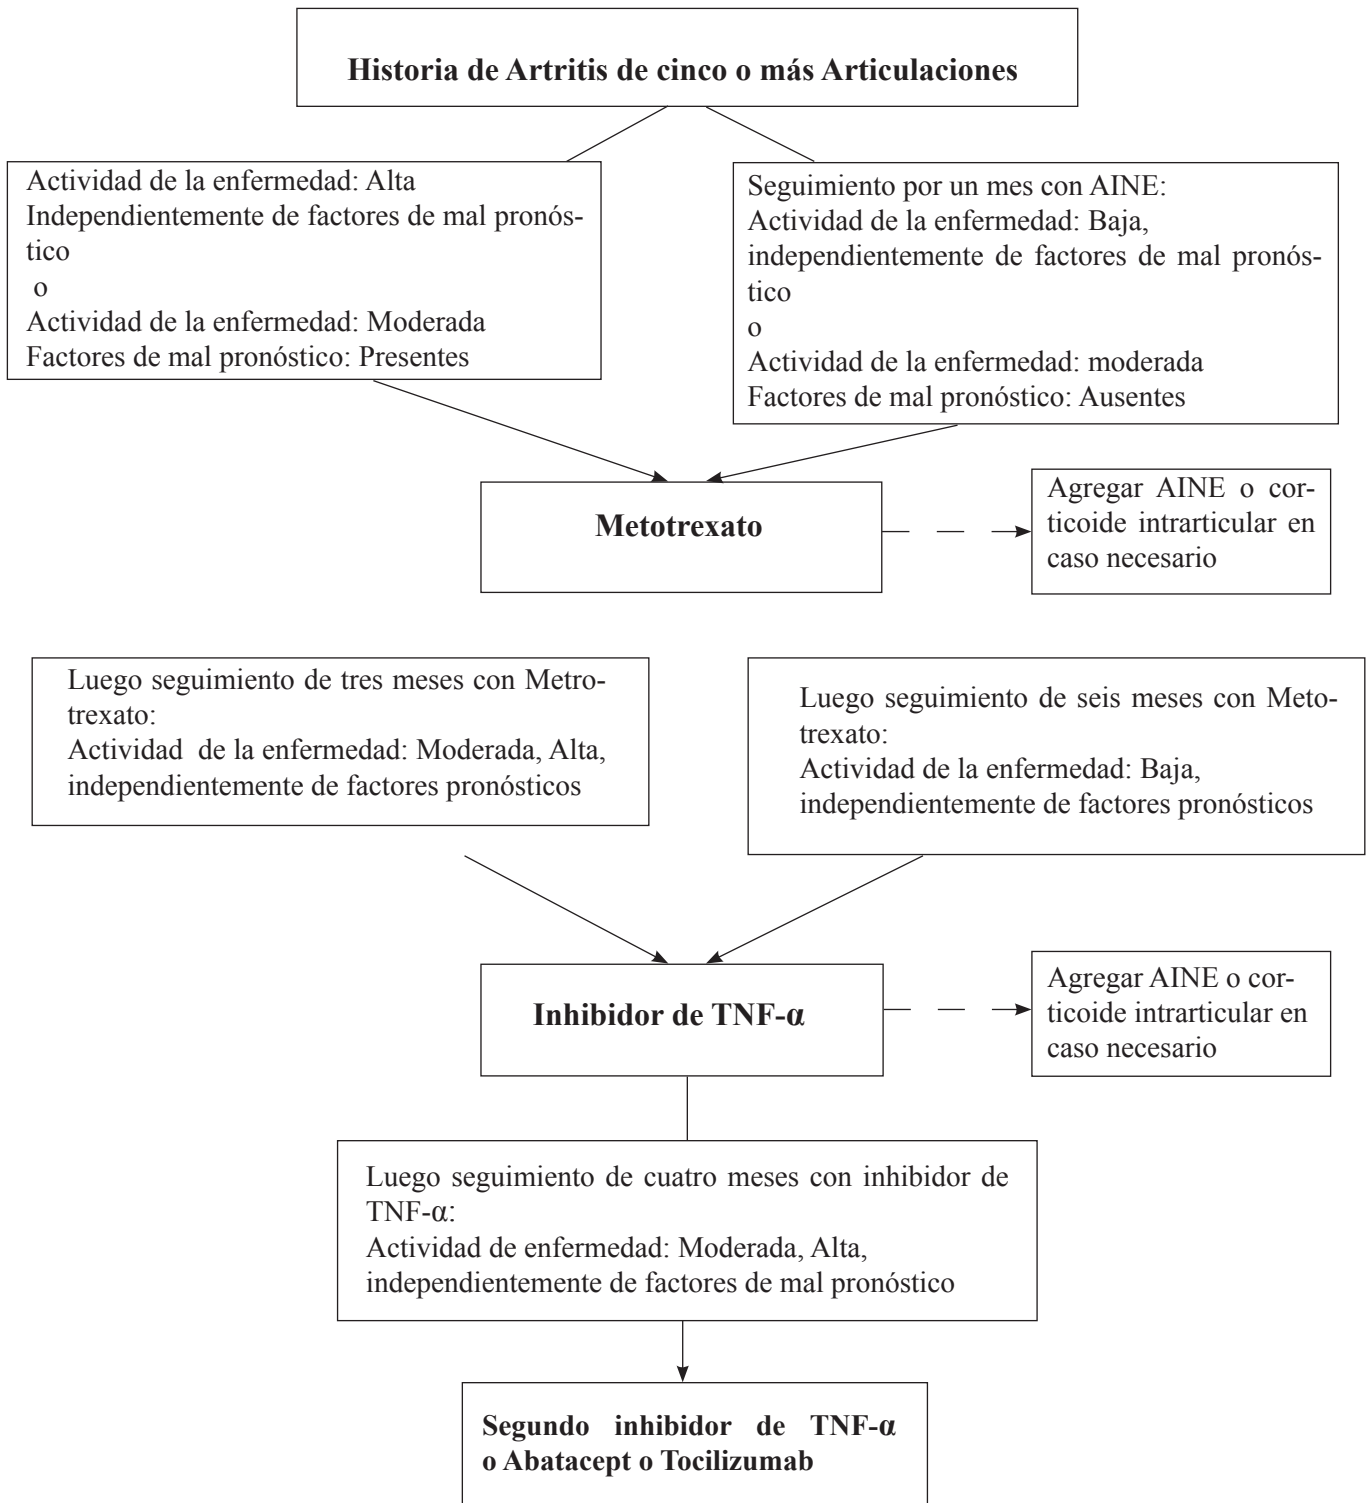 Historia de Artritis de cinco o más Articulaciones
Actividad de la enfermedad: Alta
Independientemente de factores de mal pronós-
tico
o
Actividad de la enfermedad: Moderada
Factores de mal pronóstico: Presentes
Seguimiento por un mes con AINE:
Actividad de la enfermedad: Baja,
independientemente de factores de mal pronós-
tico
o
Actividad de la enfermedad: moderada
Factores de mal pronóstico: Ausentes
Metotrexato
Agregar AINE o cor-
ticoide intrarticular en
caso necesario
Luego seguimiento de tres meses con Metro-
trexato:
Actividad de la enfermedad: Moderada, Alta,
independientemente de factores pronósticos
Luego seguimiento de seis meses con Meto-
trexato:
Actividad de la enfermedad: Baja,
independientemente de factores pronósticos
Inhibidor de TNF-α
Agregar AINE o cor-
ticoide intrarticular en
caso necesario
Luego seguimiento de cuatro meses con inhibidor de
TNF-α:
Actividad de enfermedad: Moderada, Alta,
independientemente de factores de mal pronóstico
Segundo inhibidor de TNF-α
o Abatacept o Tocilizumab